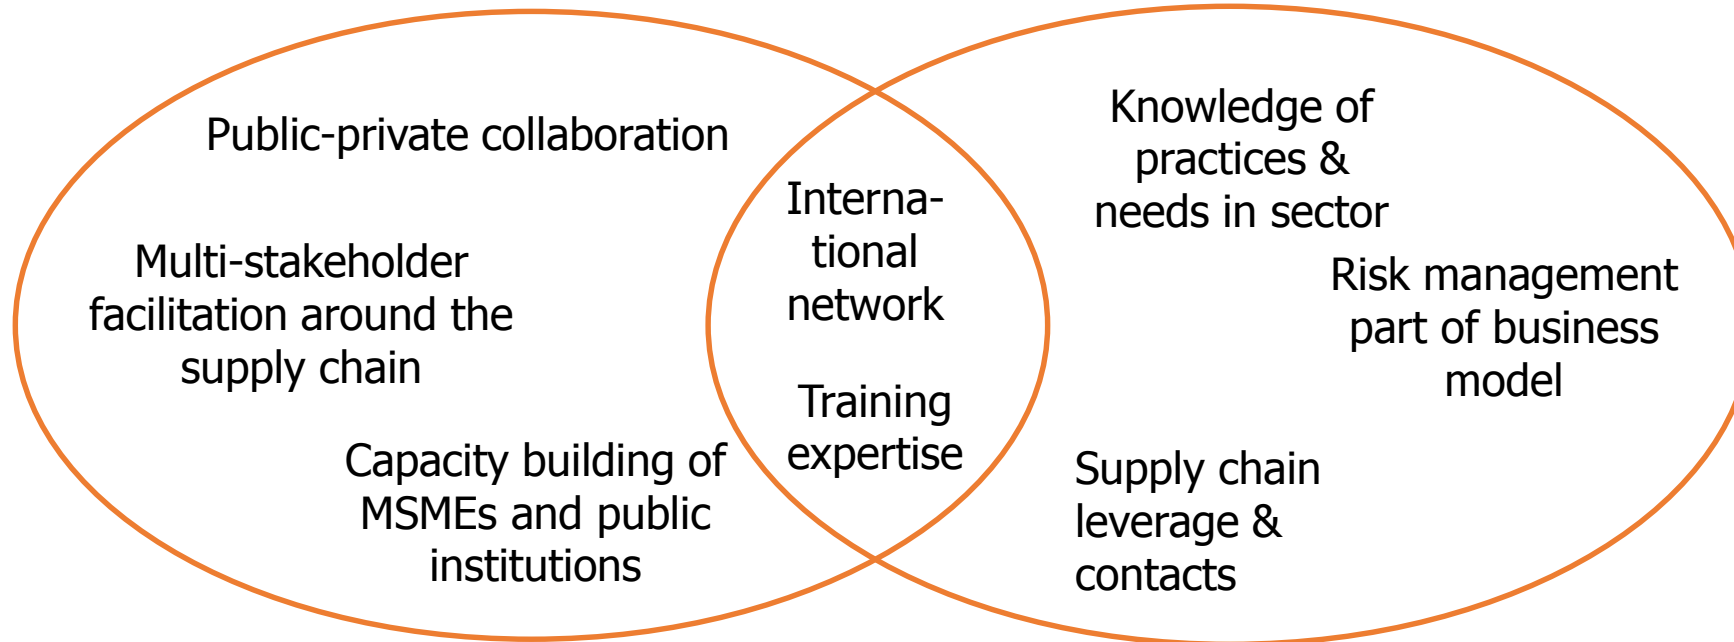 Public-private collaboration
Multi-stakeholder
facilitation around the
supply chain
Capacity building of
MSMEs and public
institutions
Interna-
tional
network
Training
expertise
Knowledge of
practices &
needs in sector
Risk management
part of business
model
Supply chain
leverage &
contacts